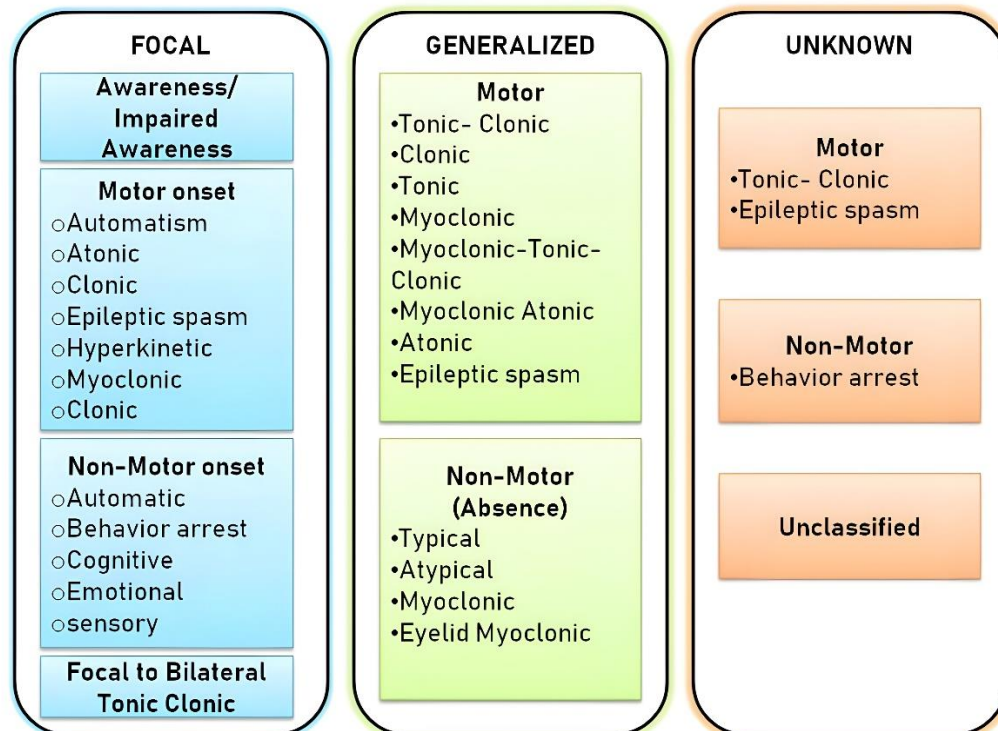 FOCAL
Awareness/
Impaired
Awareness
Motor onset
○Automatism
○Atonic
○Clonic
○Epileptic spasm
○Hyperkinetic
○Myoclonic
○Clonic
Non-Motor onset
○Automatic
○Behavior arrest
○Cognitive
○Emotional
○sensory
Focal to Bilateral
Tonic Clonic
GENERALIZED
Motor
•Tonic- Clonic
•Clonic
•Tonic
•Myoclonic
•Myoclonic-Tonic-
Clonic
•Myoclonic Atonic
•Atonic
•Epileptic spasm
Non-Motor
(Absence)
•Typical
•Atypical
•Myoclonic
•Eyelid Myoclonic
UNKNOWN
Motor
•Tonic- Clonic
•Epileptic spasm
Non-Motor
•Behavior arrest
Unclassified